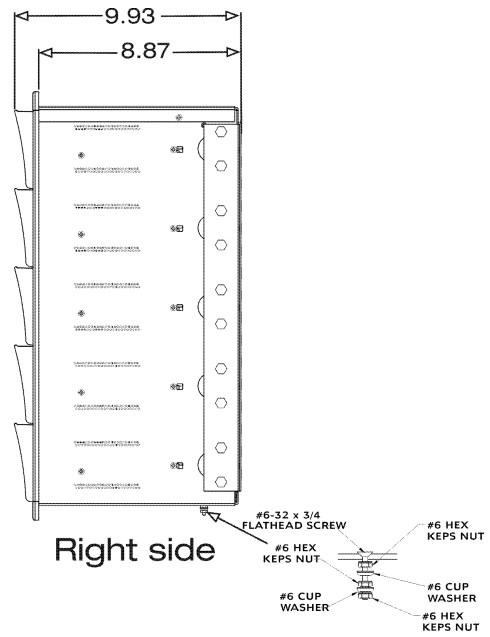 9.93
8.87
Right side
#6-32 x 3/4
FLATHEAD SCREW
#6 HEX
KEPS NUT
#6 HEX
KEPS NUT
#6 CUP
WASHER
#6 CUP
WASHER
#6 HEX
KEPS NUT